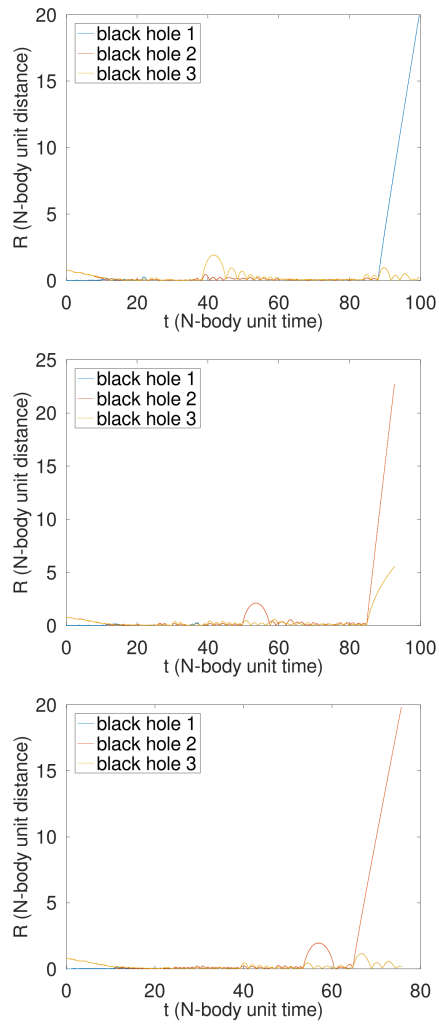 20
15
10
5
0
R (N-body unit distance)
black hole 1
black hole 2
black hole 3
0 20 40 60 80 100
t (N-body unit time)
25
20
15
10
5
0
R (N-body unit distance)
black hole 1
black hole 2
black hole 3
0 20 40 60 80 100
t (N-body unit time)
20
15
10
5
0
R (N-body unit distance)
black hole 1
black hole 2
black hole 3
0 20 40 60 80
t (N-body unit time)